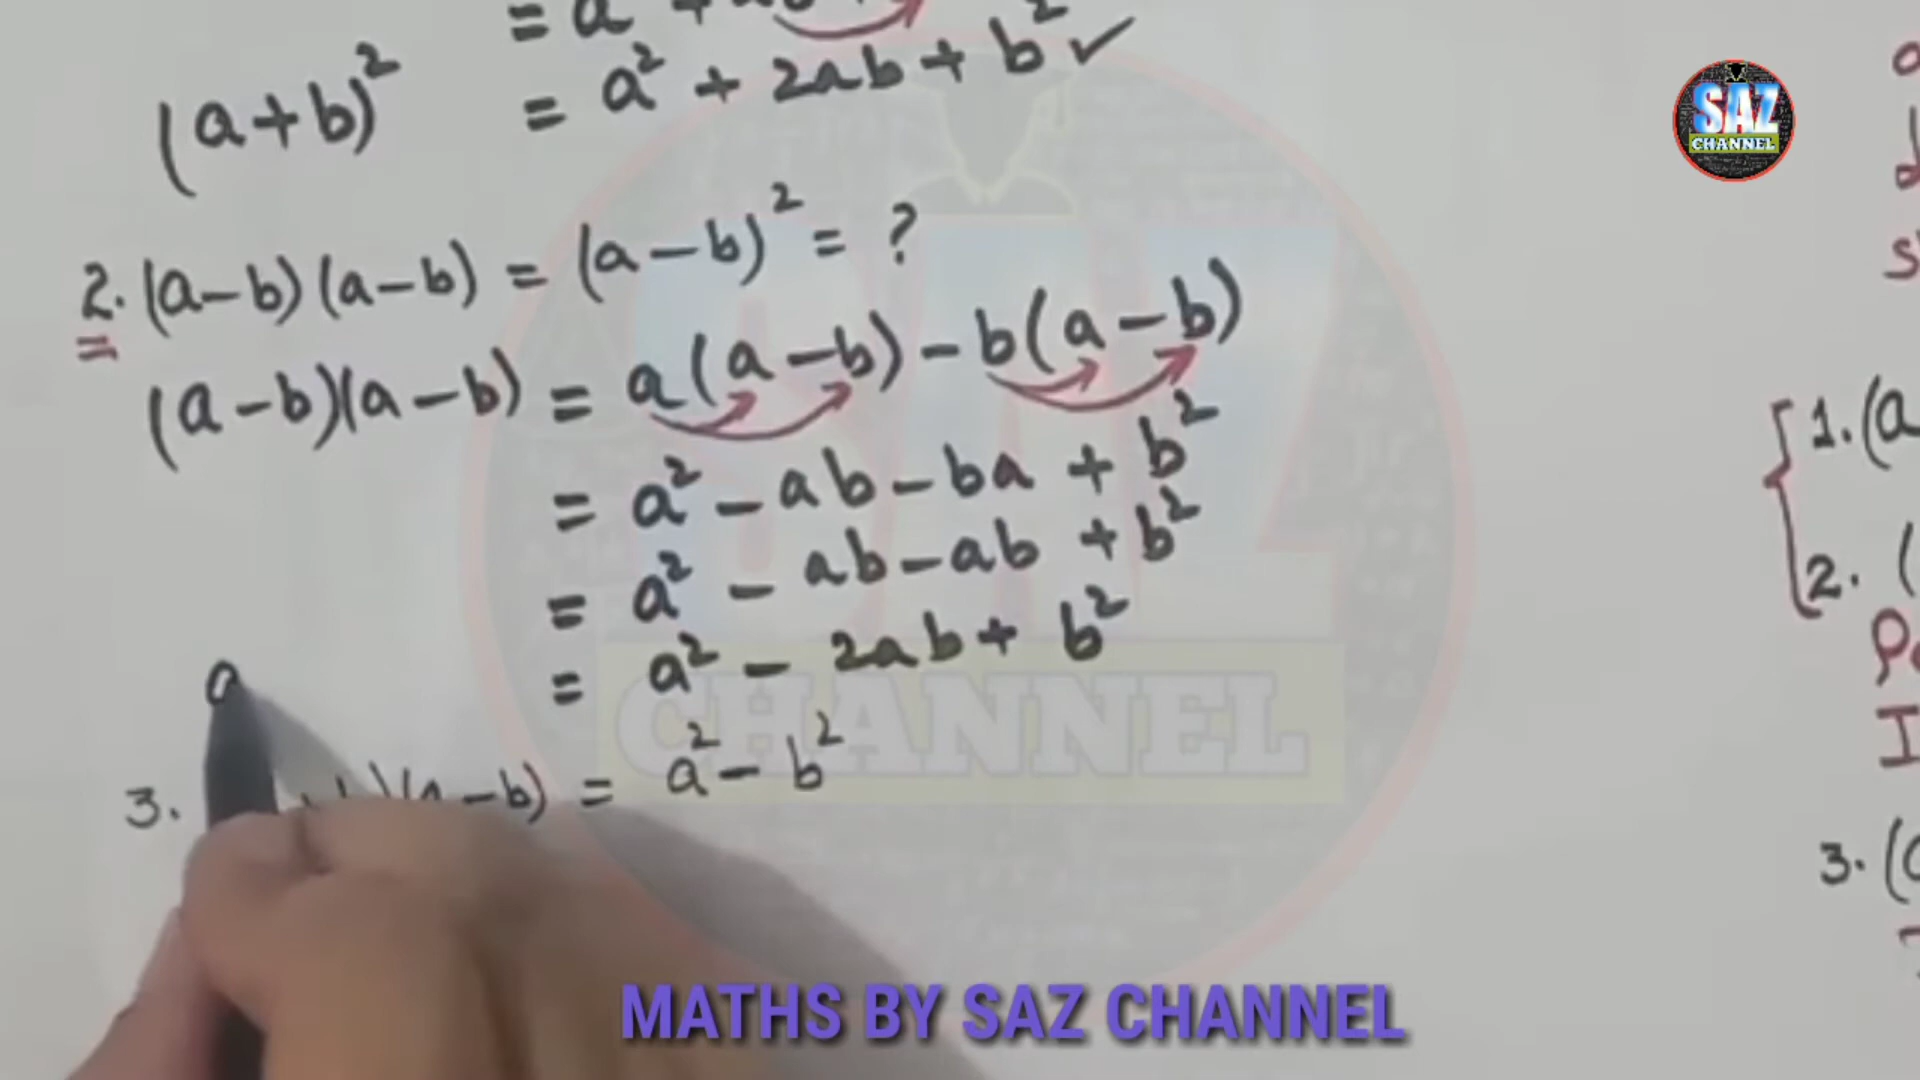 (a+b)² = a² + 2ab + b² ✓
2. (a-b)(a-b) = (a-b)² = ?
(a-b)(a-b) = a(a-b)-b(a-b)
= a² - ab - ba + b²
= a² - ab - ab + b²
= a² - 2ab + b²
a
3. -b) = a² - b²
SAZ
CHANNEL
1. (a
2. (
3. (
SAZ
CHANNEL
MATHS BY SAZ CHANNEL